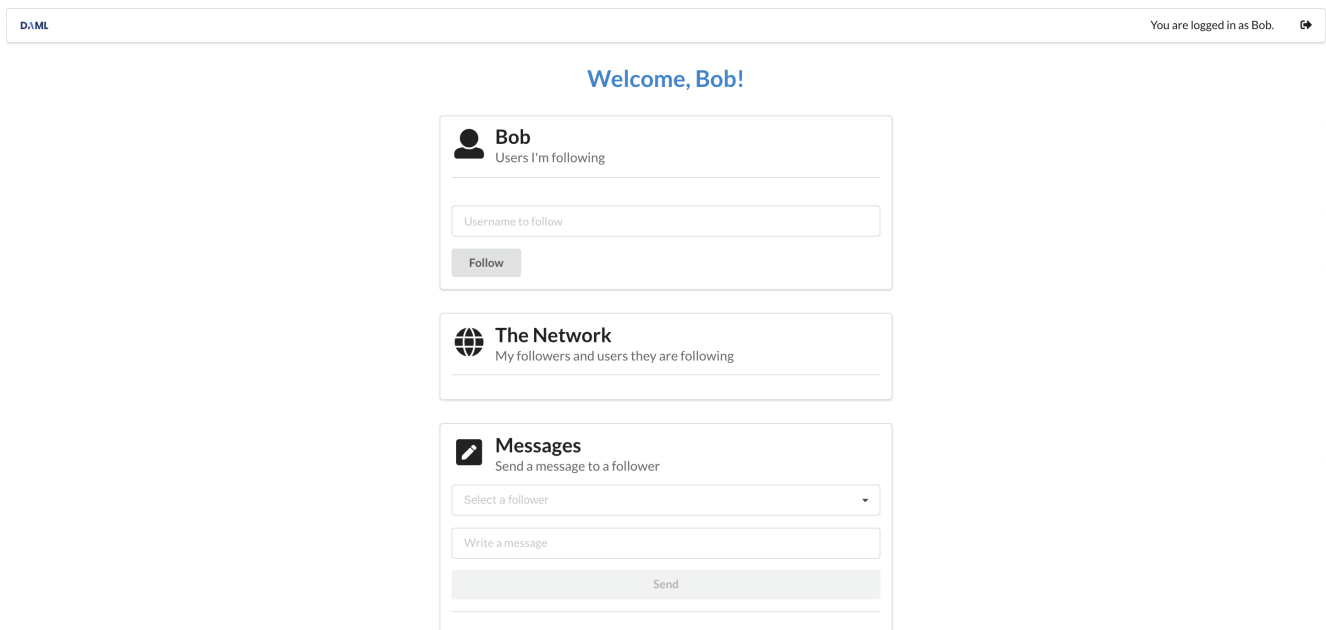 DAML
You are logged in as Bob.
Welcome, Bob!
Bob
Users I'm following
Username to follow
Follow
The Network
My followers and users they are following
Messages
Send a message to a follower
Select a follower
Write a message
Send